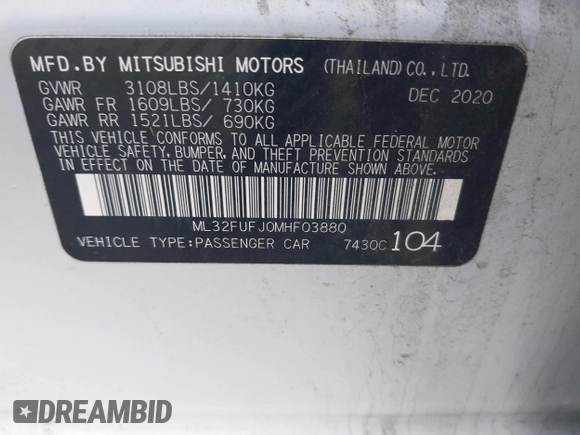 MFD.BY MITSUBISHI MOTORS (THAILAND)CO.,LTD.
GVWR 3108LBS/1410KG DEC 2020
GAWR FR 1609LBS/ 730KG
GAWR RR 1521LBS/ 690KG
THIS VEHICLE CONFORMS TO ALL APPLICABLE FEDERAL MOTOR
VEHICLE SAFETY, BUMPER, AND THEFT PREVENTION STANDARDS
IN EFFECT ON THE DATE OF MANUFACTURE SHOWN ABOVE.
ML32FUFJ0MHF03880
VEHICLE TYPE:PASSENGER CAR 7430C 104
DREAMBID